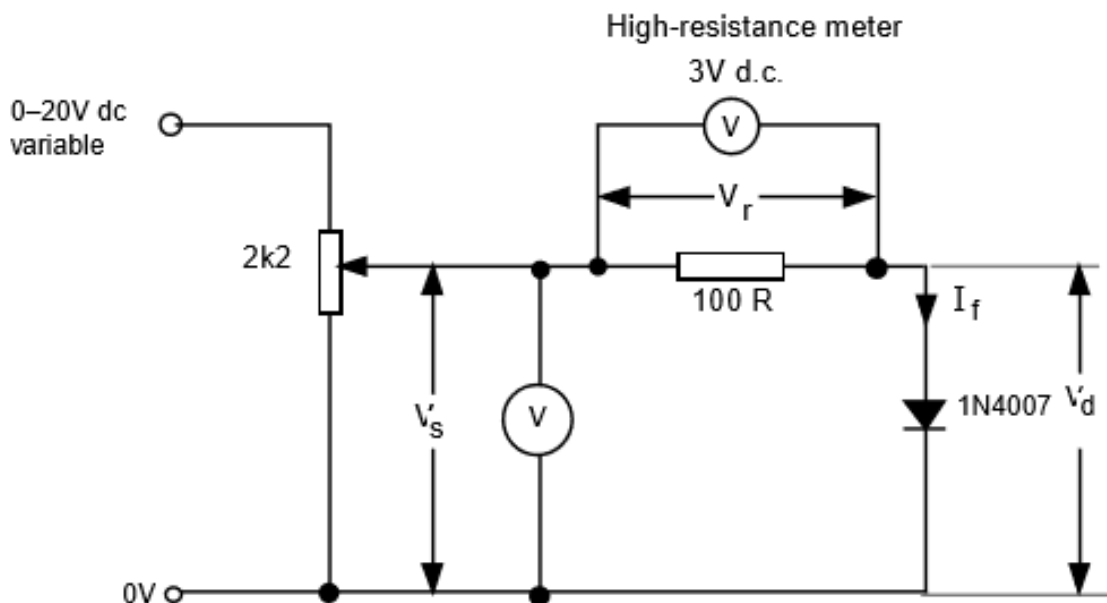 High-resistance meter
3V d.c.
0–20V dc
variable
V
Vr
2k2
100 R
If
Vs
V
1N4007
Vd
0V